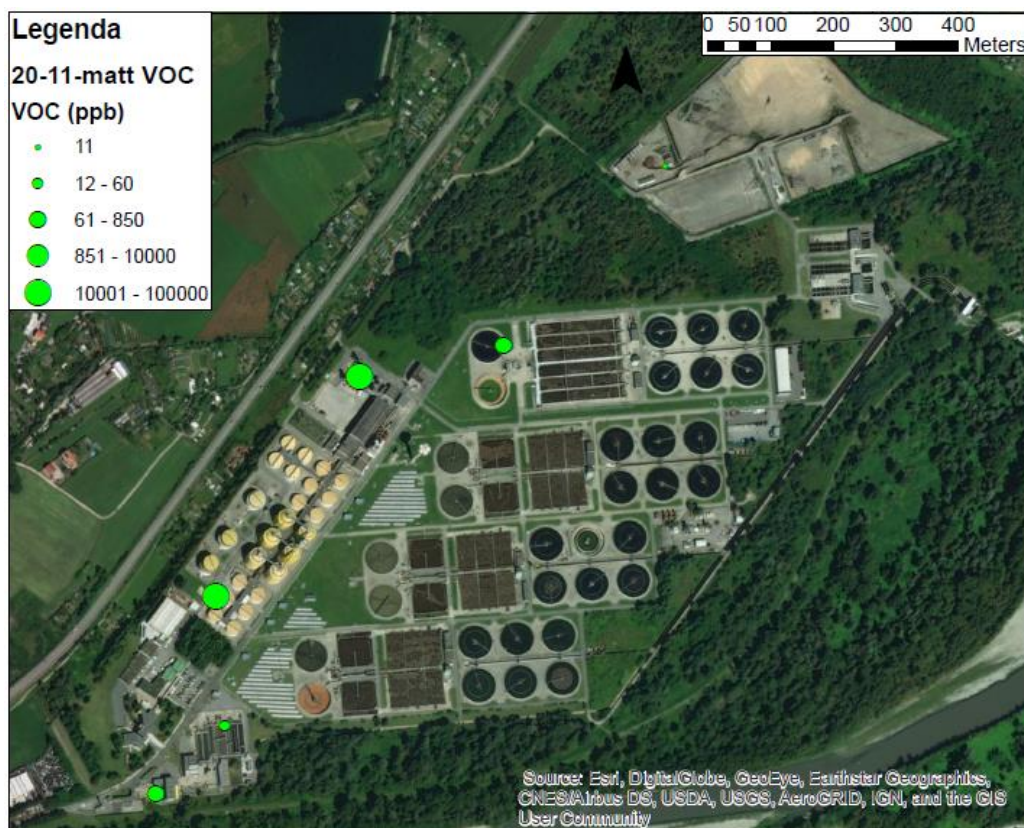 Legenda
20-11-matt VOC
VOC (ppb)
11
12 - 60
61 - 850
851 - 10000
10001 - 100000
0 50 100 200 300 400
Meters
Source: Esri, DigitalGlobe, GeoEye, Earthstar Geographics,
CNES/Airbus DS, USDA, USGS, AeroGRID, IGN, and the GIS
User Community